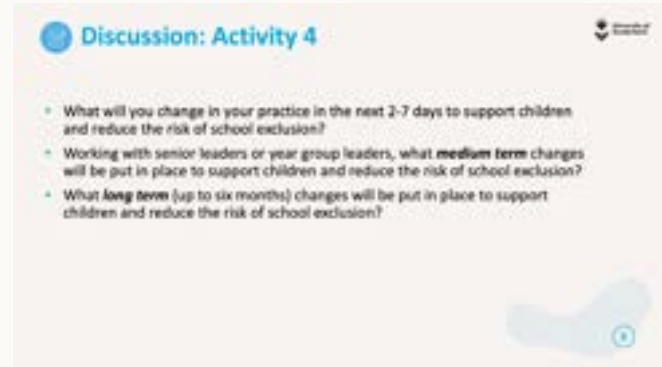 Discussion: Activity 4
University of
Sunderland
• What will you change in your practice in the next 2-7 days to support children
and reduce the risk of school exclusion?
• Working with senior leaders or year group leaders, what medium term changes
will be put in place to support children and reduce the risk of school exclusion?
• What long term (up to six months) changes will be put in place to support
children and reduce the risk of school exclusion?